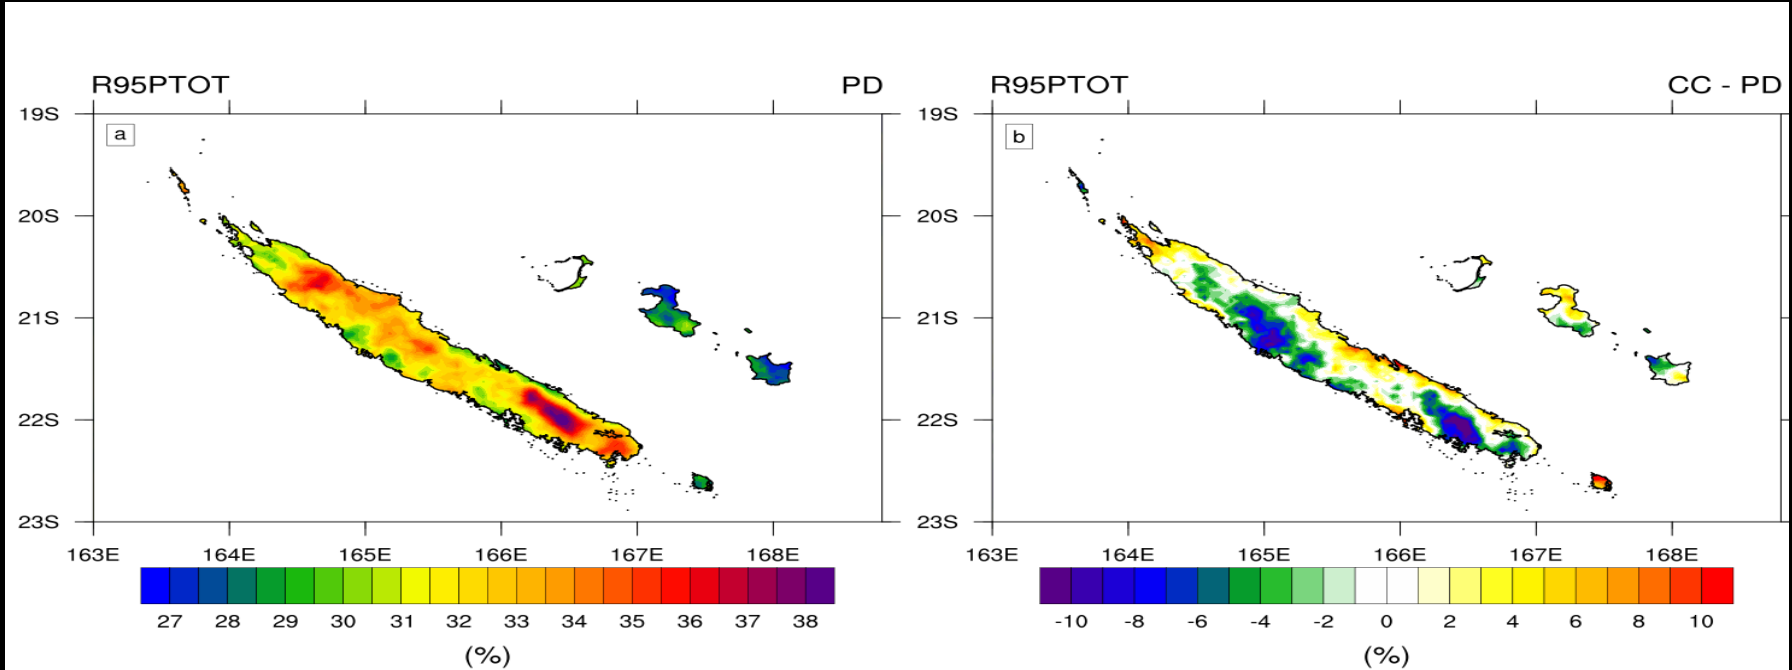 R95PTOT PD
a
19S
20S
21S
22S
23S
163E 164E 165E 166E 167E 168E
27 28 29 30 31 32 33 34 35 36 37 38
(%)
R95PTOT CC - PD
b
19S
20S
21S
22S
23S
163E 164E 165E 166E 167E 168E
-10 -8 -6 -4 -2 0 2 4 6 8 10
(%)